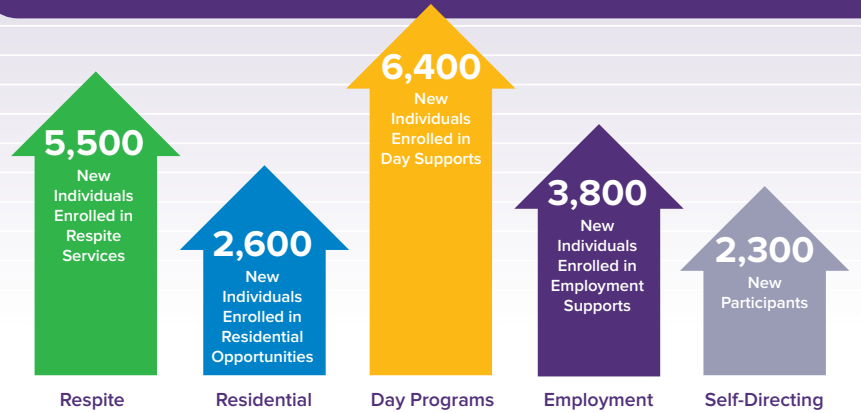 5,500
New
Individuals
Enrolled in
Respite
Services
2,600
New
Individuals
Enrolled in
Residential
Opportunities
6,400
New
Individuals
Enrolled in
Day Supports
3,800
New
Individuals
Enrolled in
Employment
Supports
2,300
New
Participants
Respite
Residential
Day Programs
Employment
Self-Directing